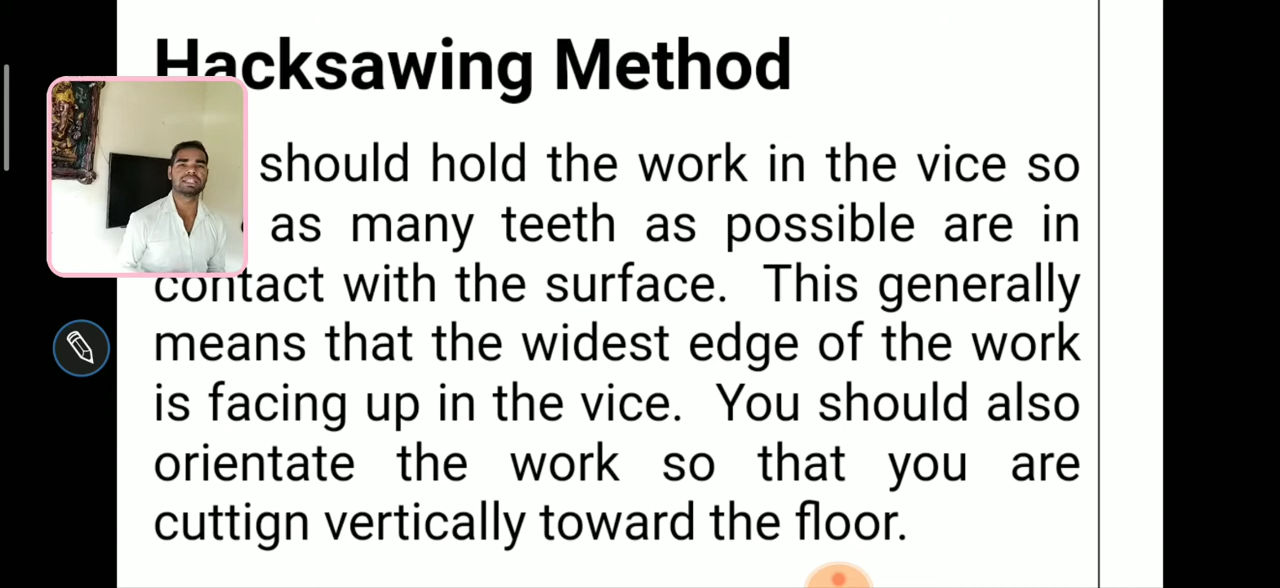 Hacksawing Method
should hold the work in the vice so
as many teeth as possible are in
contact with the surface. This generally
means that the widest edge of the work
is facing up in the vice. You should also
orientate the work so that you are
cuttign vertically toward the floor.